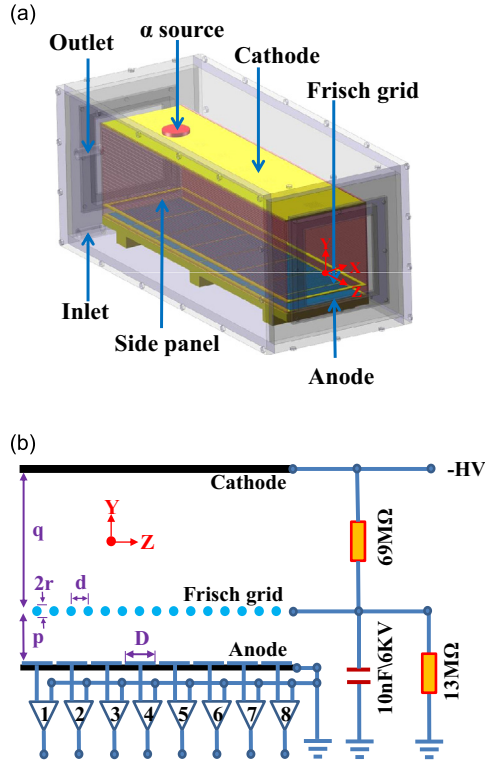 (a)
α source
Outlet
Cathode
Frisch grid
Y
X
Z
Inlet
Side panel
Anode
(b)
Cathode
-HV
q
Y
Z
69MΩ
2r
d
Frisch grid
p
D
Anode
10nF\6KV
13MΩ
1 2 3 4 5 6 7 8